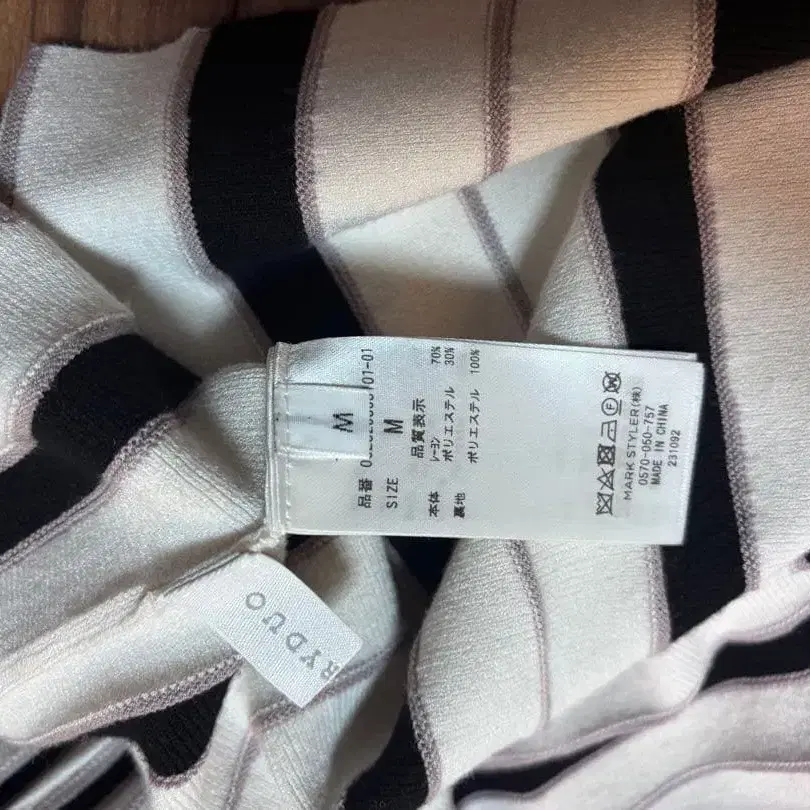 M
品番 01-01
SIZE M
品質表示
本体 レーヨン 70%
ポリエステル 30%
裏地 ポリエステル 100%
MARK STYLER(株)
0570-050-757
MADE IN CHINA
231092
RYDUO